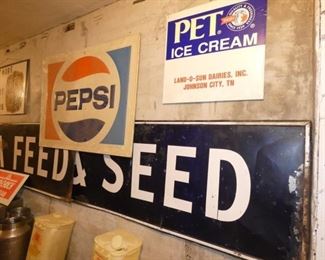 PET
ICE CREAM
LAND-O-SUN DAIRIES, INC.
JOHNSON CITY, TN
PEPSI
FEED & SEED